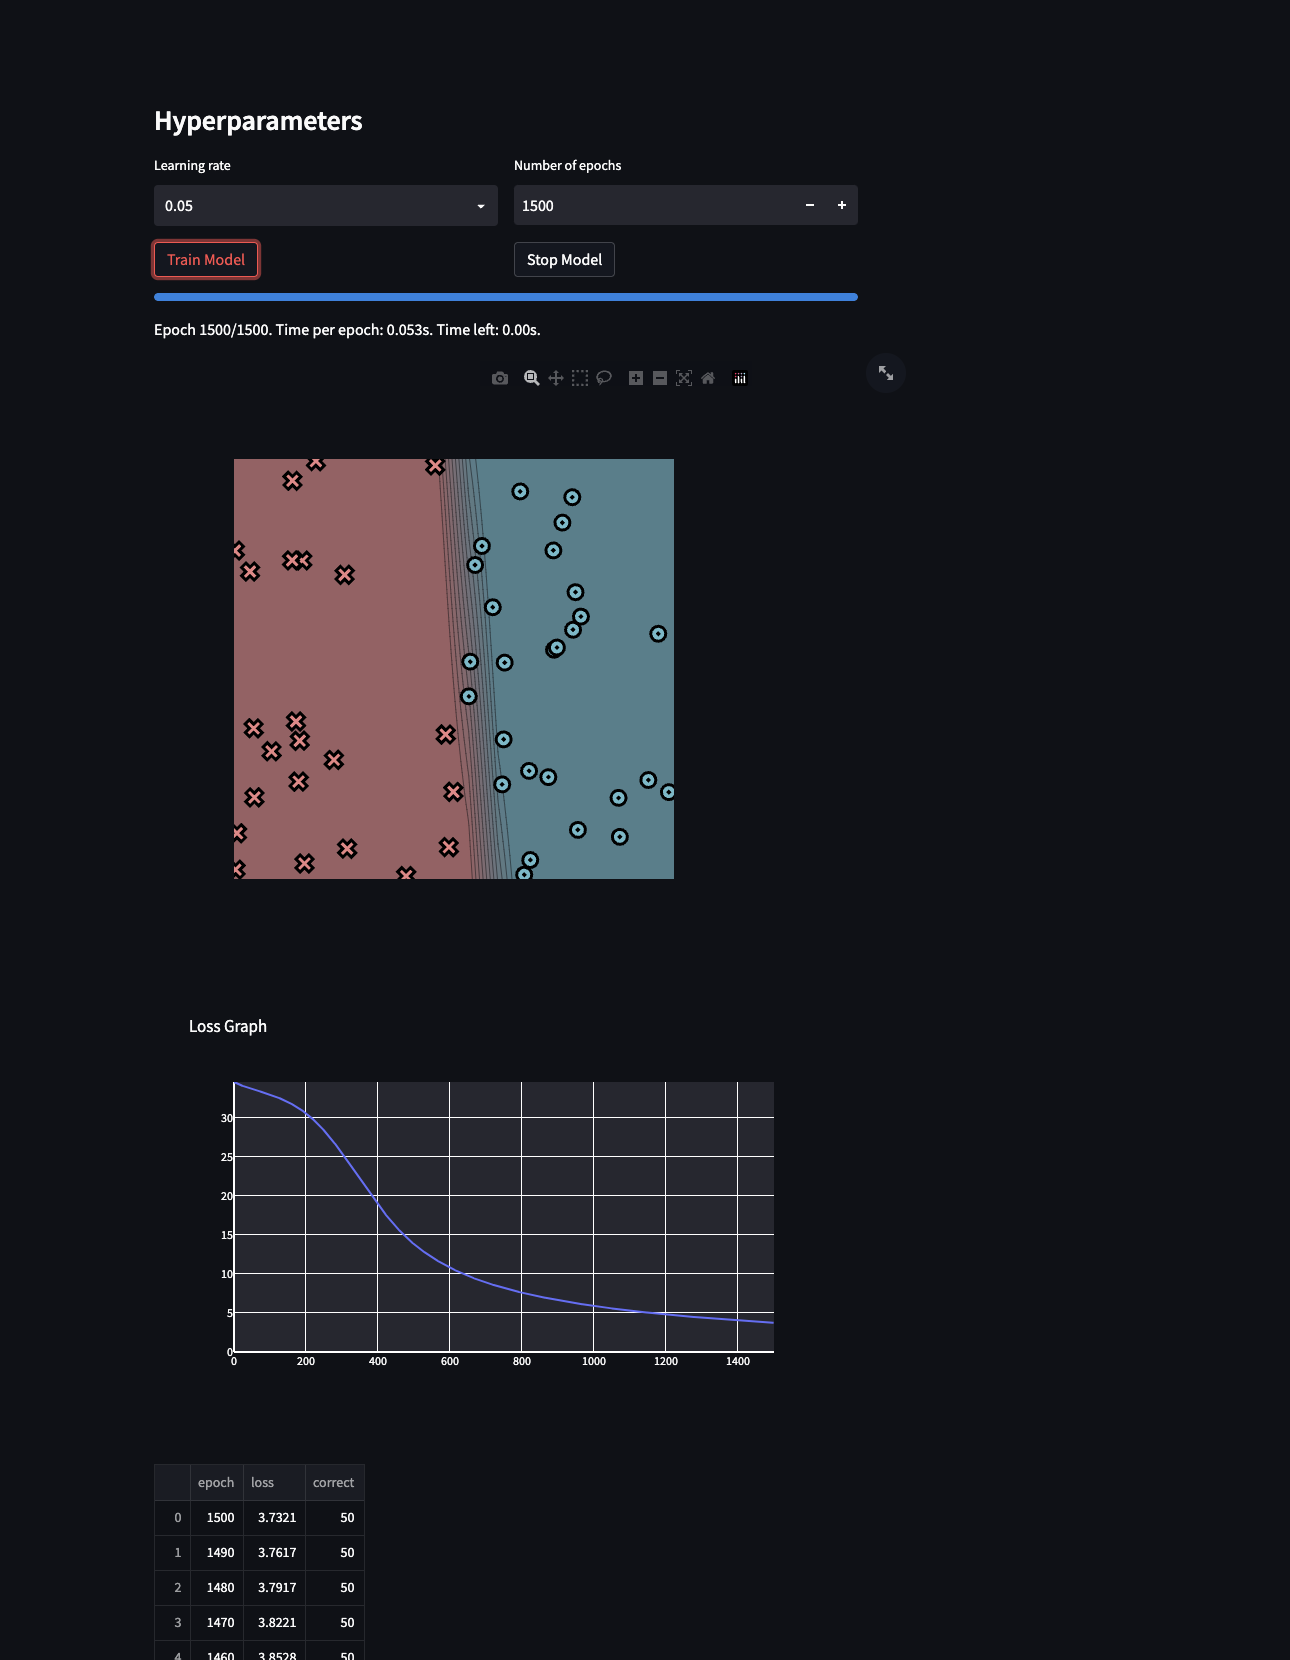 Hyperparameters
Learning rate Number of epochs
0.05 1500
Train Model Stop Model
Epoch 1500/1500. Time per epoch: 0.053s. Time left: 0.00s.
Loss Graph
30
25
20
15
10
5
0
0 200 400 600 800 1000 1200 1400
epoch loss correct
0 1500 3.7321 50
1 1490 3.7617 50
2 1480 3.7917 50
3 1470 3.8221 50
4 1460 3.8528 50